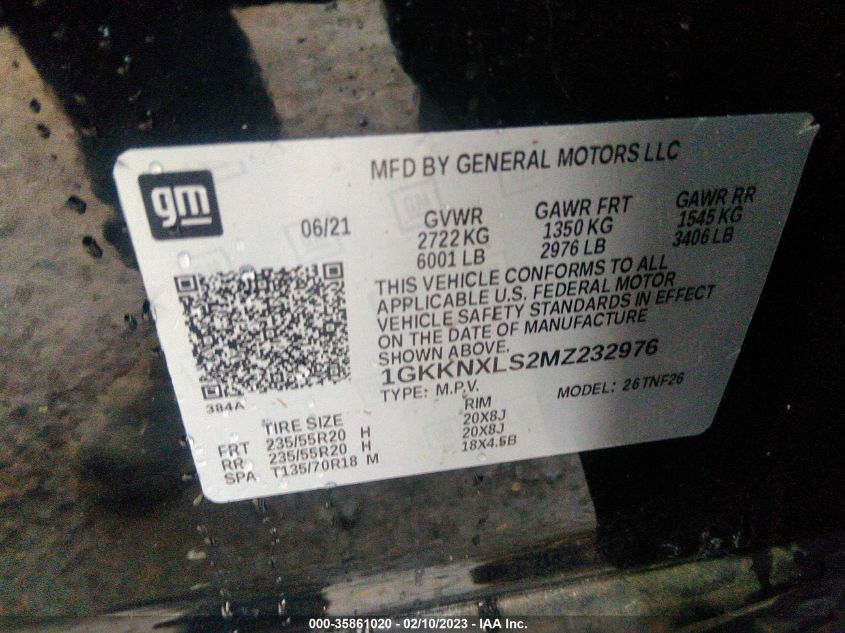 MFD BY GENERAL MOTORS LLC
gm
06/21
GVWR GAWR FRT GAWR RR
2722 KG 1350 KG 1545 KG
6001 LB 2976 LB 3406 LB
THIS VEHICLE CONFORMS TO ALL
APPLICABLE U.S. FEDERAL MOTOR
VEHICLE SAFETY STANDARDS IN EFFECT
ON THE DATE OF MANUFACTURE
SHOWN ABOVE.
1GKKNXLS2MZ232976
TYPE: M.P.V. MODEL: 26TNF26
384A
TIRE SIZE RIM
FRT 235/55R20 H 20X8J
RR 235/55R20 H 20X8J
SPA T135/70R18 M 18X4.5B
000-35861020 - 02/10/2023 - IAA Inc.